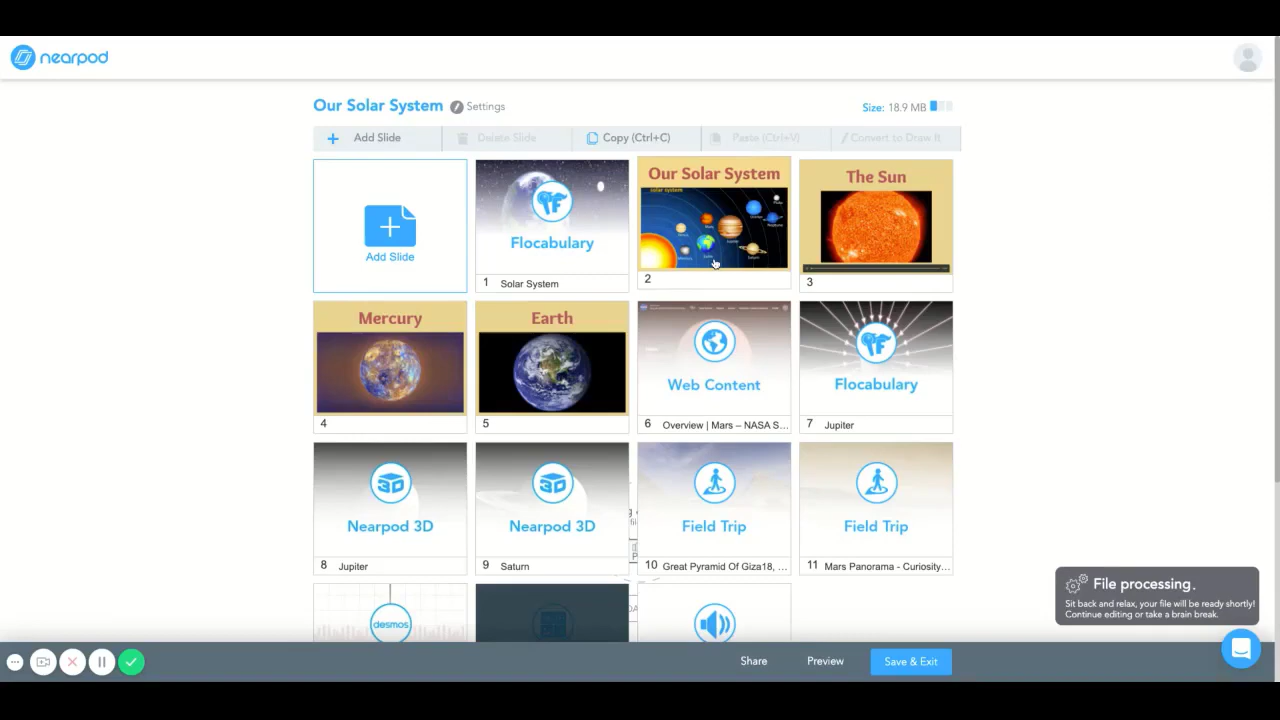 nearpod
Our Solar System Settings
Size: 18.9 MB
Add Slide
Delete Slide
Copy (Ctrl+C)
Paste (Ctrl+V)
Convert to Draw It
Add Slide
Flocabulary
1 Solar System
Our Solar System
solar system
2
The Sun
3
Mercury
4
Earth
5
Web Content
6 Overview | Mars – NASA S...
Flocabulary
7 Jupiter
Nearpod 3D
8 Jupiter
Nearpod 3D
9 Saturn
Field Trip
10 Great Pyramid Of Giza18, ...
Field Trip
11 Mars Panorama - Curiosity...
desmos
File processing.
Sit back and relax, your file will be ready shortly!
Continue editing or take a brain break.
Share
Preview
Save & Exit